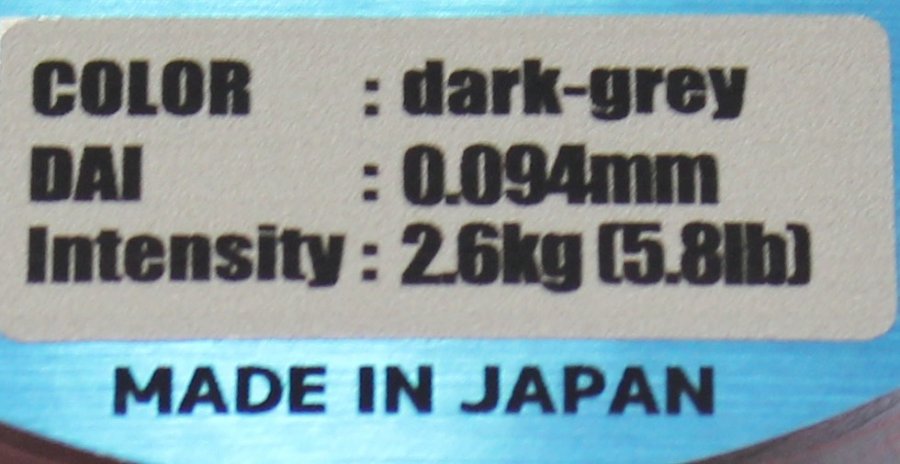 COLOR : dark-grey
DAI : 0.094mm
Intensity : 2.6kg (5.8lb)
MADE IN JAPAN